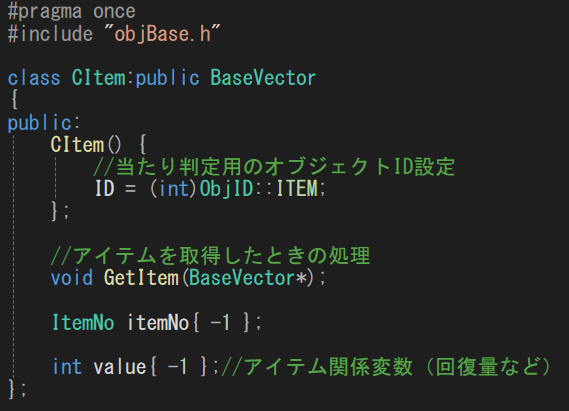 #pragma once
#include "objBase.h"
class CItem:public BaseVector
{
public:
CItem() {
//当たり判定用のオブジェクトID設定
ID = (int)ObjID::ITEM;
};
//アイテムを取得したときの処理
void GetItem(BaseVector*);
ItemNo itemNo{ -1 };
int value{ -1 };//アイテム関係変数（回復量など）
};